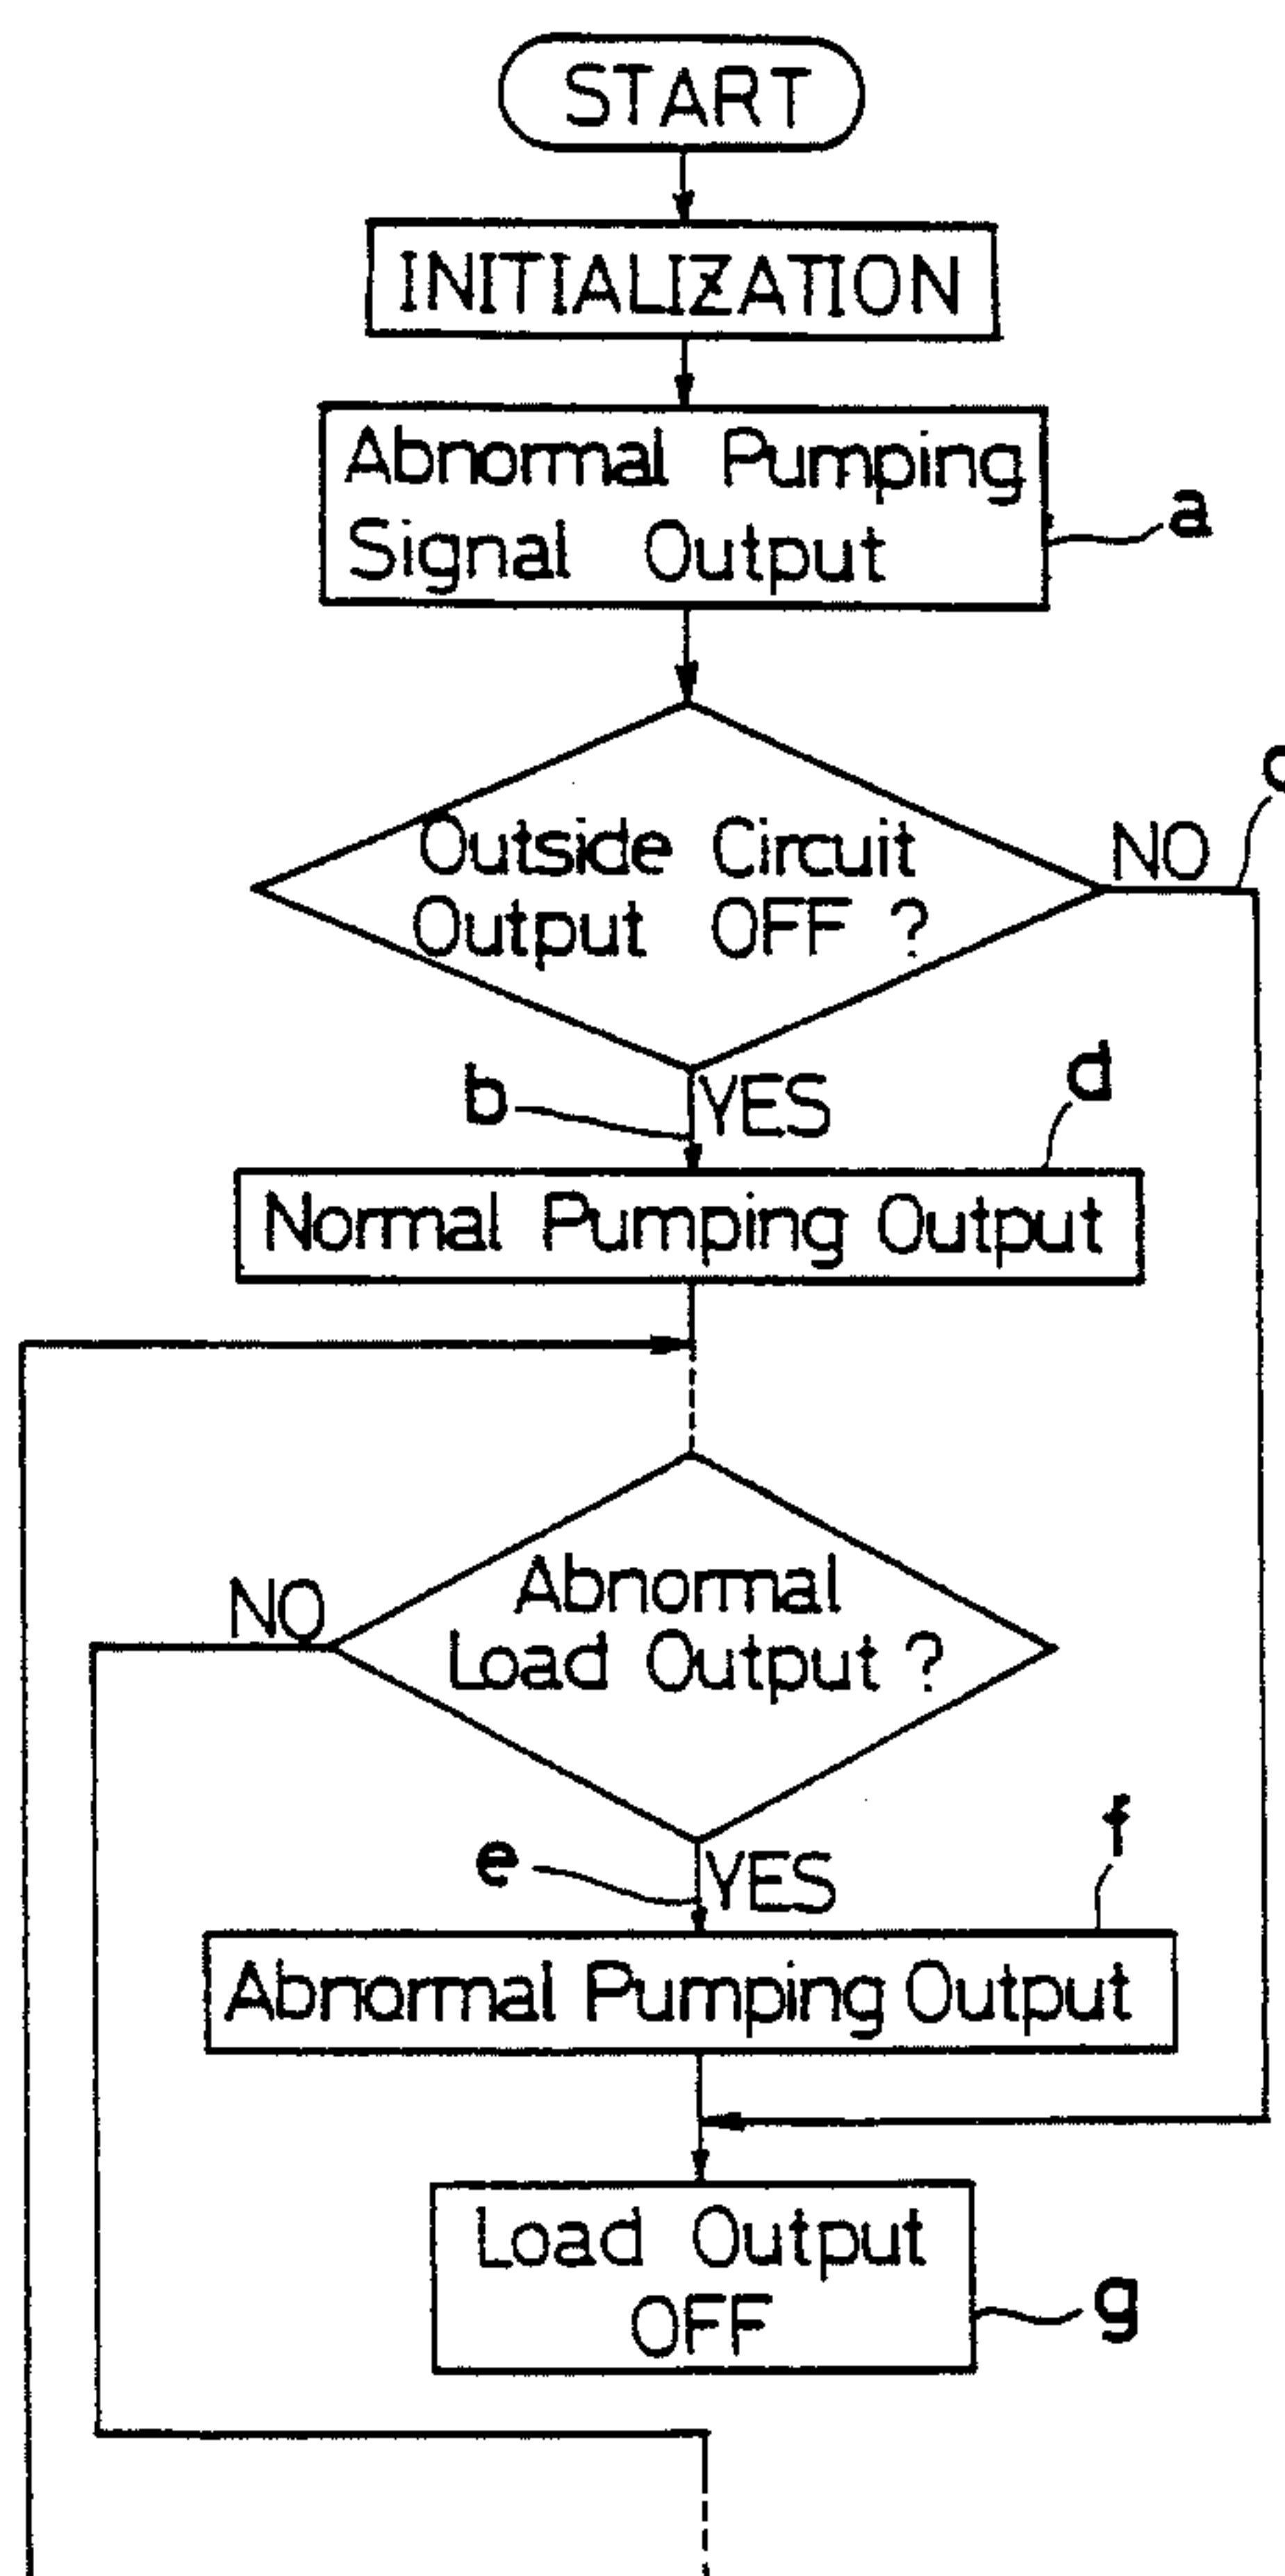 START
INITIALIZATION
Abnormal Pumping
Signal Output
a
Outside Circuit
Output OFF ?
NO
b
YES
d
Normal Pumping Output
NO
Abnormal
Load Output ?
e
YES
f
Abnormal Pumping Output
Load Output
OFF
g